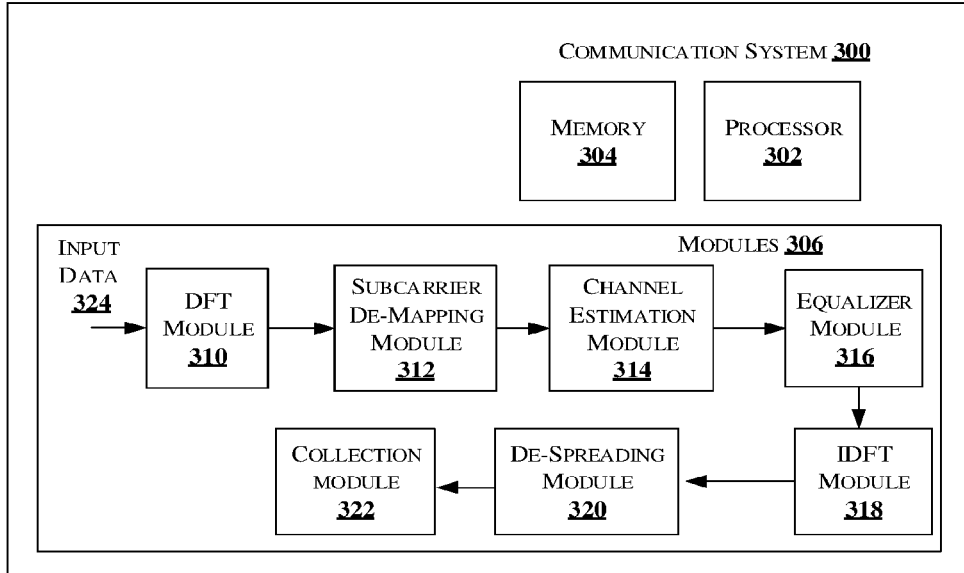 COMMUNICATION SYSTEM 300
MEMORY
304
PROCESSOR
302
MODULES 306
INPUT
DATA
324
DFT
MODULE
310
SUBCARRIER
DE-MAPPING
MODULE
312
CHANNEL
ESTIMATION
MODULE
314
EQUALIZER
MODULE
316
IDFT
MODULE
318
DE-SPREADING
MODULE
320
COLLECTION
MODULE
322